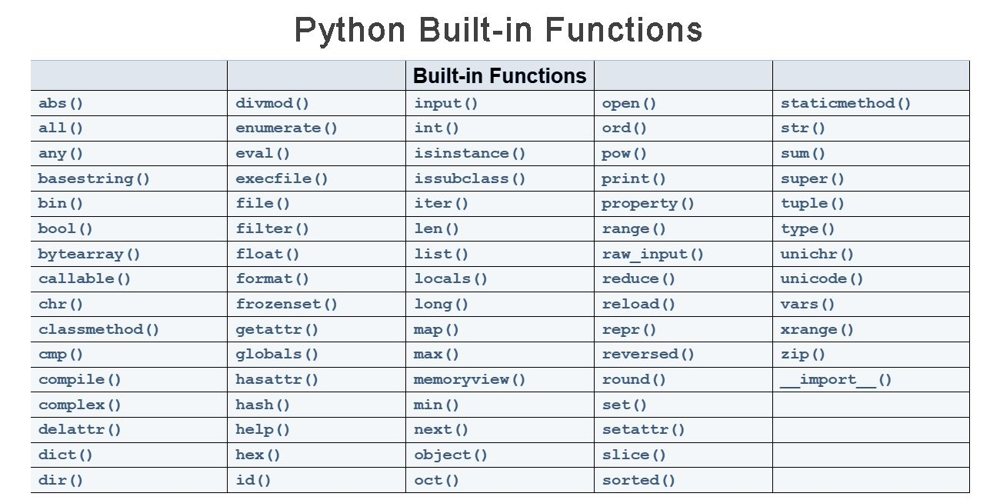 Python Built-in Functions
Built-in Functions
abs() divmod() input() open() staticmethod()
all() enumerate() int() ord() str()
any() eval() isinstance() pow() sum()
basestring() execfile() issubclass() print() super()
bin() file() iter() property() tuple()
bool() filter() len() range() type()
bytearray() float() list() raw_input() unichr()
callable() format() locals() reduce() unicode()
chr() frozenset() long() reload() vars()
classmethod() getattr() map() repr() xrange()
cmp() globals() max() reversed() zip()
compile() hasattr() memoryview() round() __import__()
complex() hash() min() set()
delattr() help() next() setattr()
dict() hex() object() slice()
dir() id() oct() sorted()